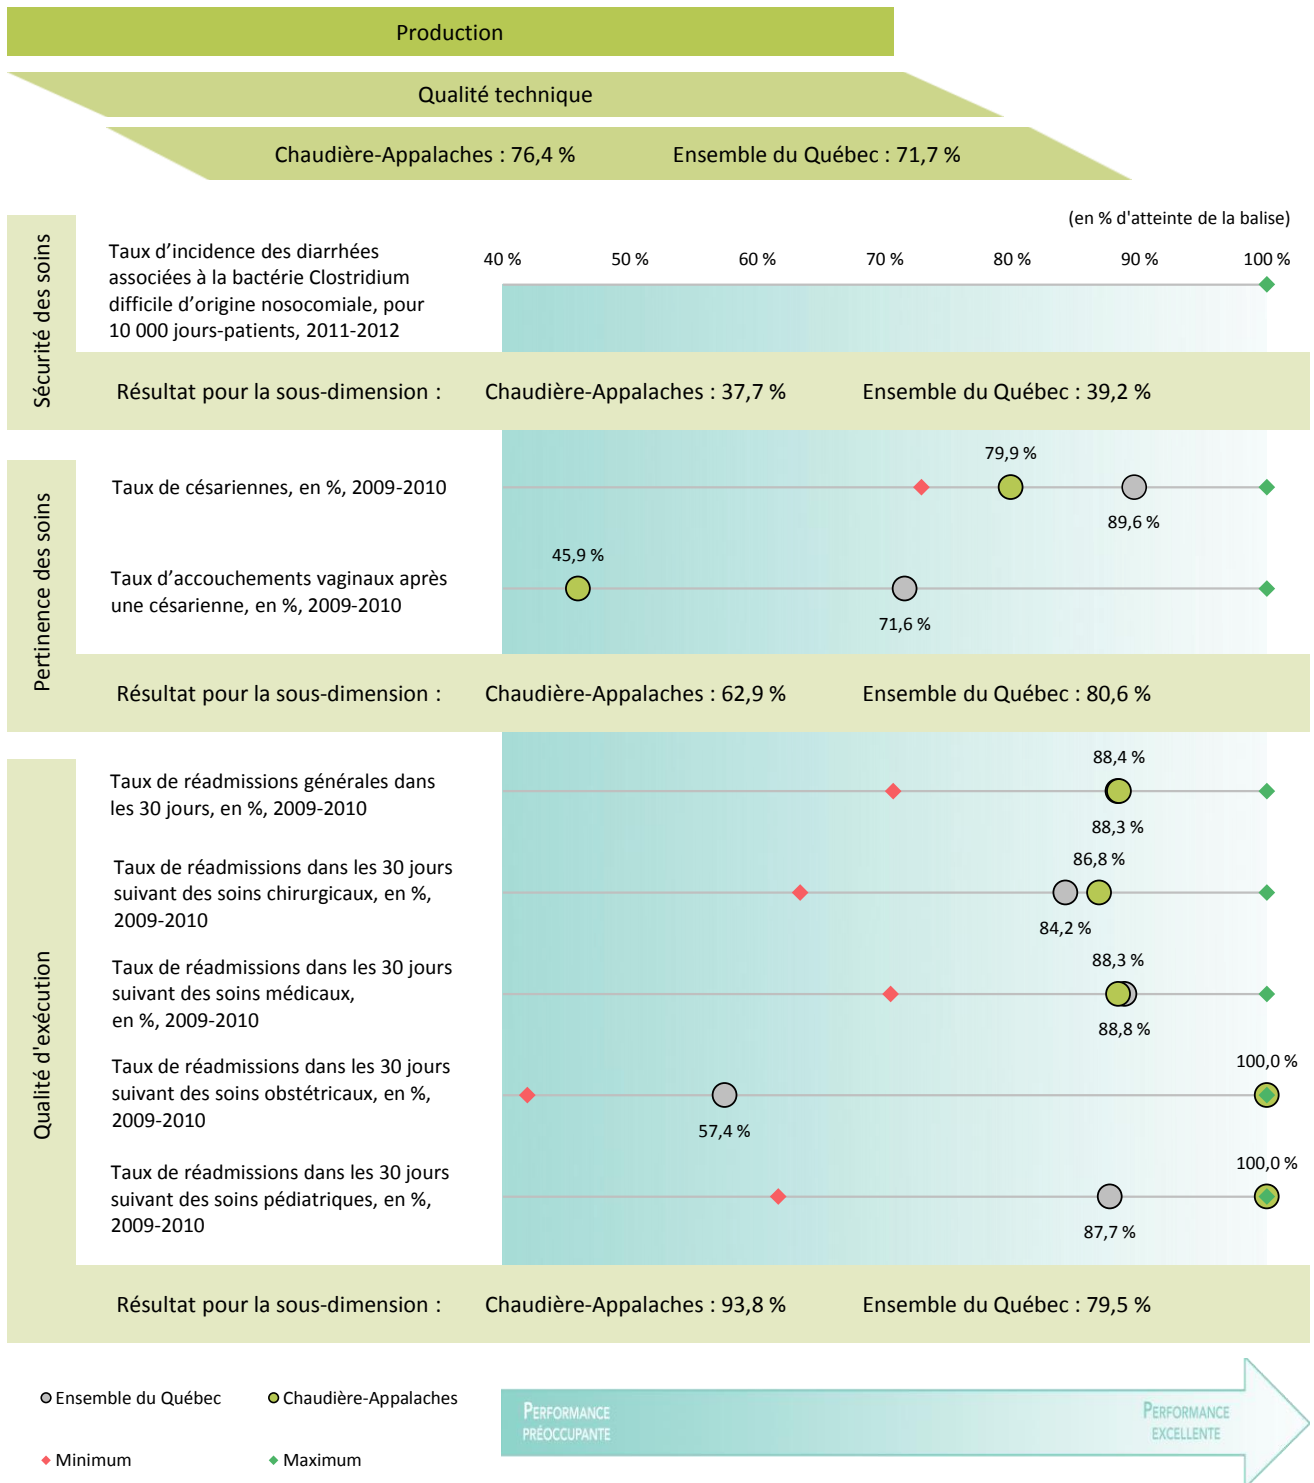 Production
Qualité technique
Chaudière-Appalaches : 76,4 % Ensemble du Québec : 71,7 %
(en % d'atteinte de la balise)
Sécurité des soins
Taux d’incidence des diarrhées
associées à la bactérie Clostridium
difficile d’origine nosocomiale, pour
10 000 jours-patients, 2011-2012
40 % 50 % 60 % 70 % 80 % 90 % 100 %
Résultat pour la sous-dimension : Chaudière-Appalaches : 37,7 % Ensemble du Québec : 39,2 %
Pertinence des soins
Taux de césariennes, en %, 2009-2010
79,9 %
89,6 %
Taux d’accouchements vaginaux après
une césarienne, en %, 2009-2010
45,9 %
71,6 %
Résultat pour la sous-dimension : Chaudière-Appalaches : 62,9 % Ensemble du Québec : 80,6 %
Qualité d'exécution
Taux de réadmissions générales dans
les 30 jours, en %, 2009-2010
88,4 %
88,3 %
Taux de réadmissions dans les 30 jours
suivant des soins chirurgicaux, en %,
2009-2010
86,8 %
84,2 %
Taux de réadmissions dans les 30 jours
suivant des soins médicaux,
en %, 2009-2010
88,3 %
88,8 %
Taux de réadmissions dans les 30 jours
suivant des soins obstétricaux, en %,
2009-2010
100,0 %
57,4 %
Taux de réadmissions dans les 30 jours
suivant des soins pédiatriques, en %,
2009-2010
100,0 %
87,7 %
Résultat pour la sous-dimension : Chaudière-Appalaches : 93,8 % Ensemble du Québec : 79,5 %
Ensemble du Québec Chaudière-Appalaches
Minimum Maximum
PERFORMANCE
PRÉOCCUPANTE
PERFORMANCE
EXCELLENTE